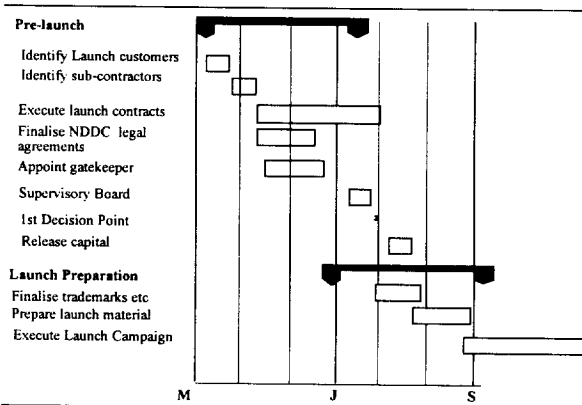 Pre-launch
Identify Launch customers
Identify sub-contractors
Execute launch contracts
Finalise NDDC legal
agreements
Appoint gatekeeper
Supervisory Board
1st Decision Point
Release capital
Launch Preparation
Finalise trademarks etc
Prepare launch material
Execute Launch Campaign
M J S